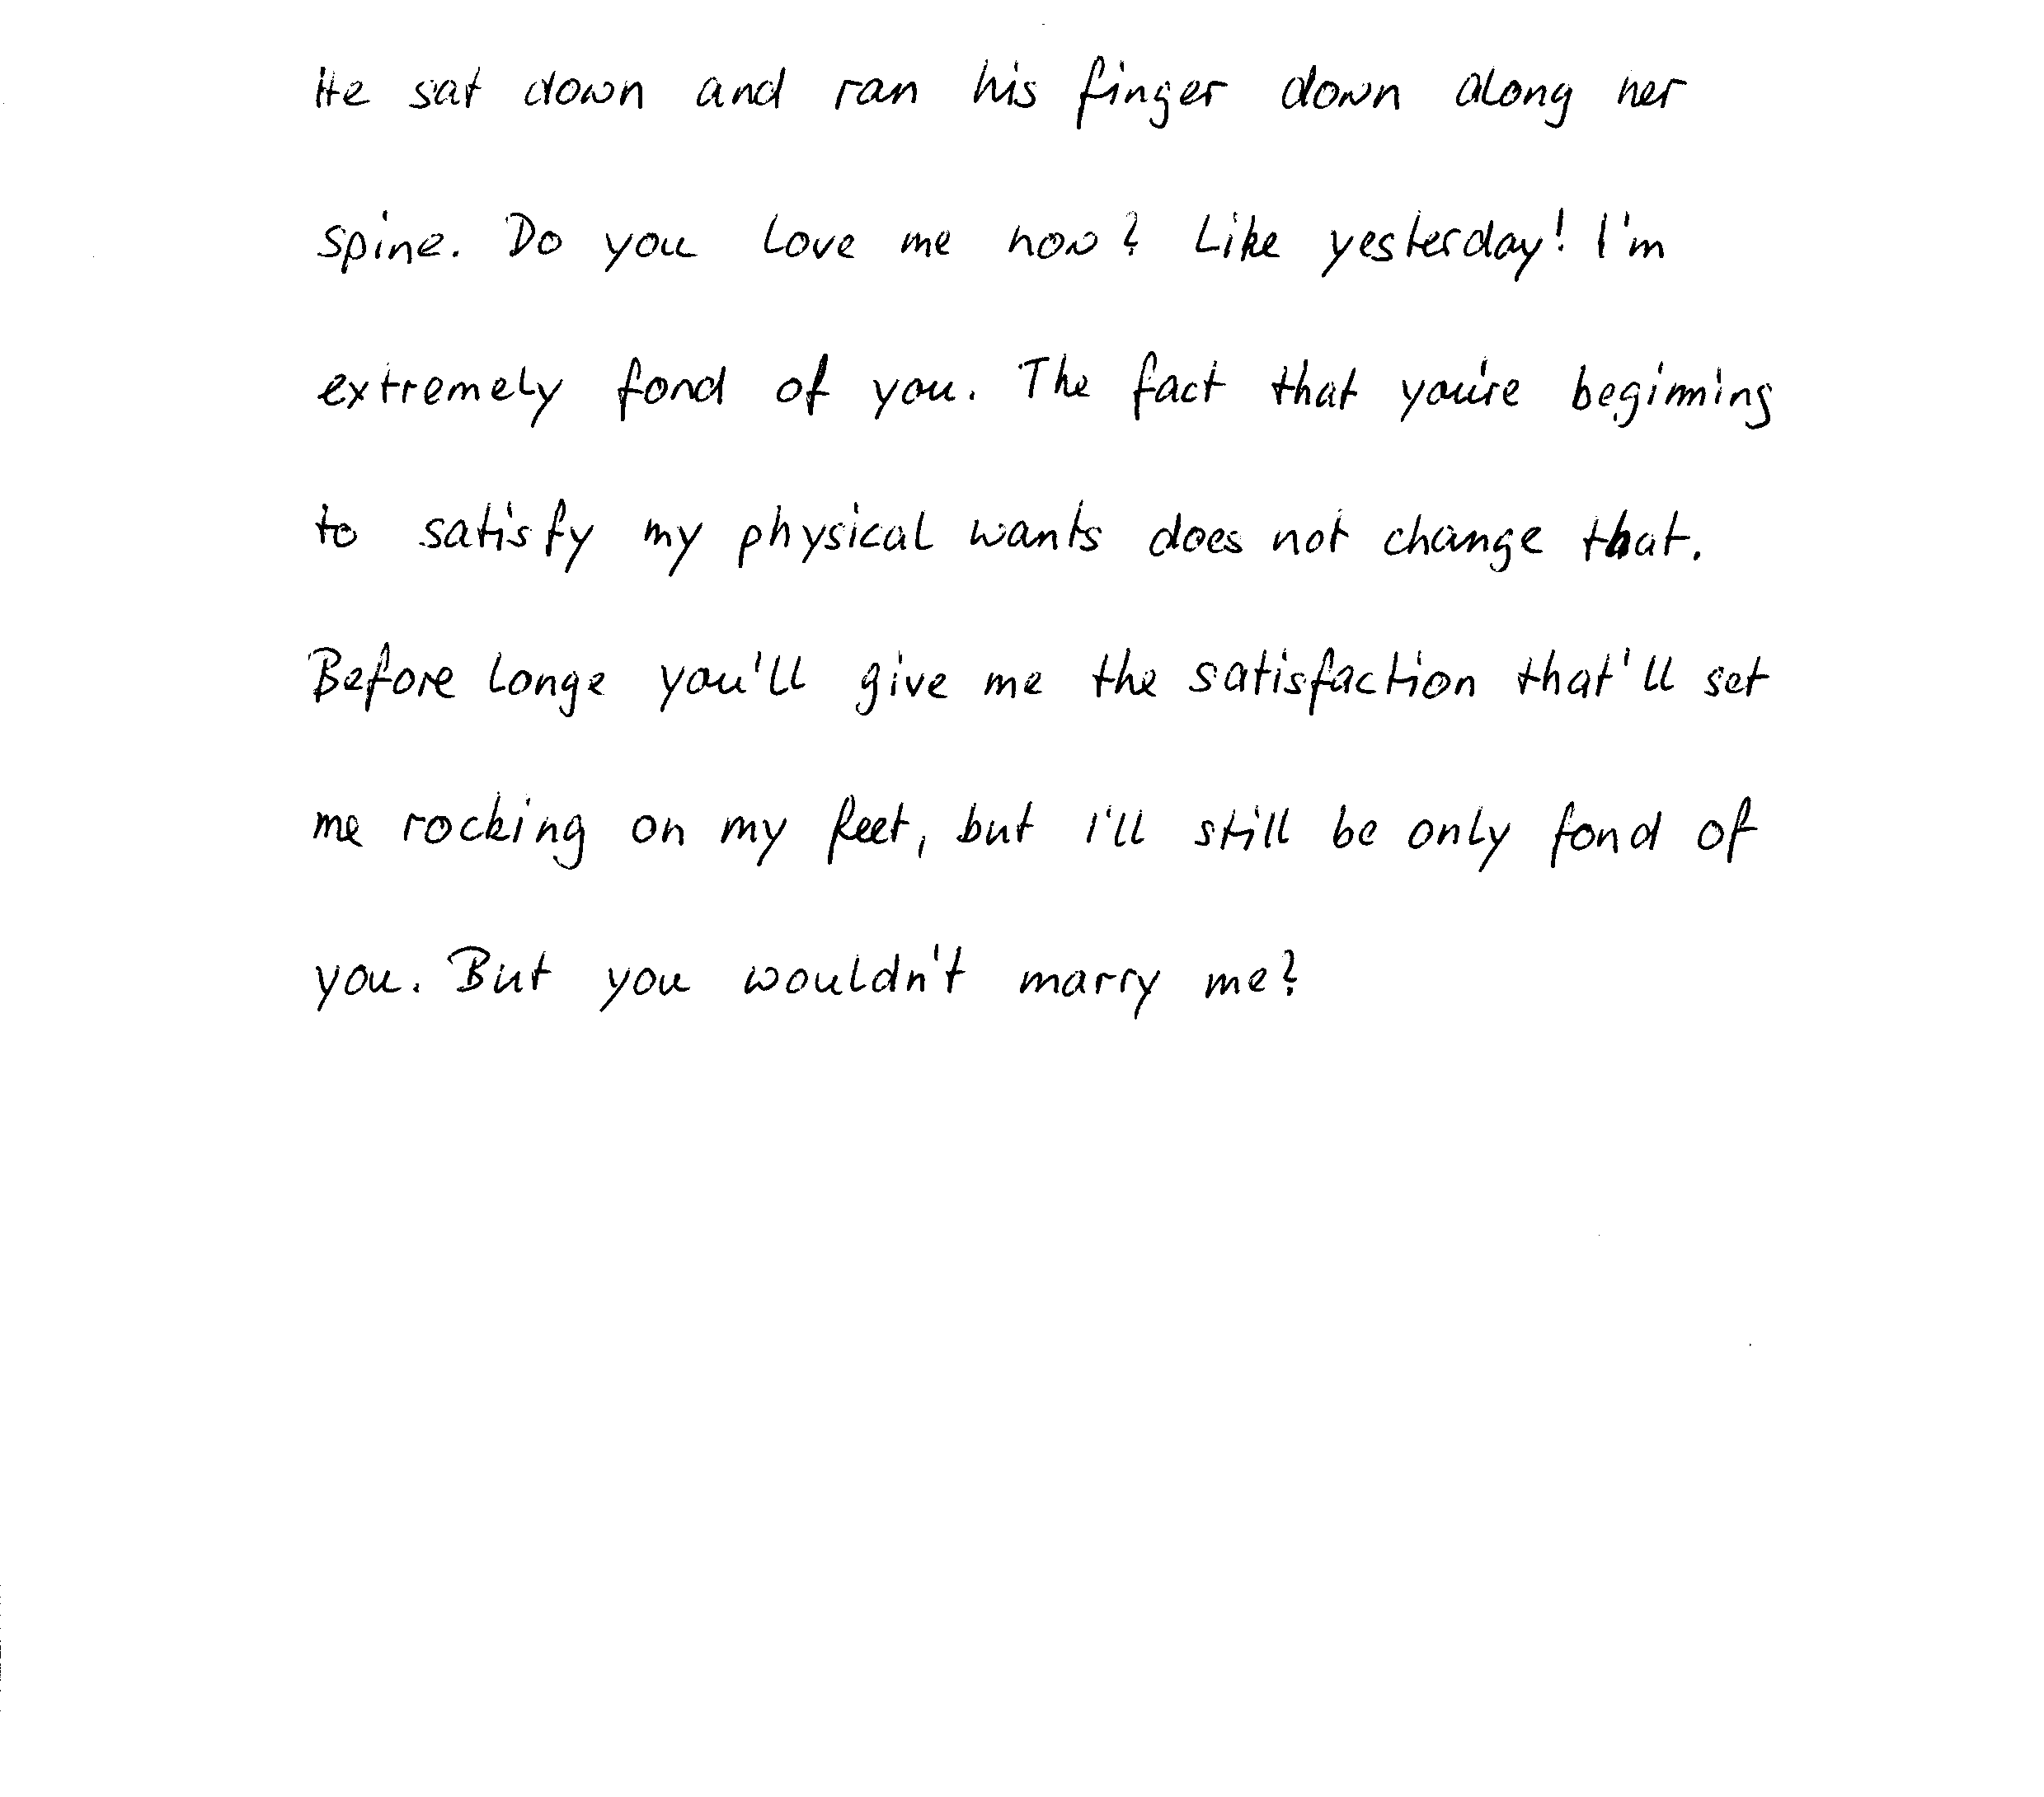 He sat down and ran his finger down along her
spine. Do you love me now? Like yesterday! I'm
extremely fond of you. The fact that you're beginning
to satisfy my physical wants does not change that.
Before longe you'll give me the satisfaction that'll set
me rocking on my feet, but I'll still be only fond of
you. But you wouldn't marry me?